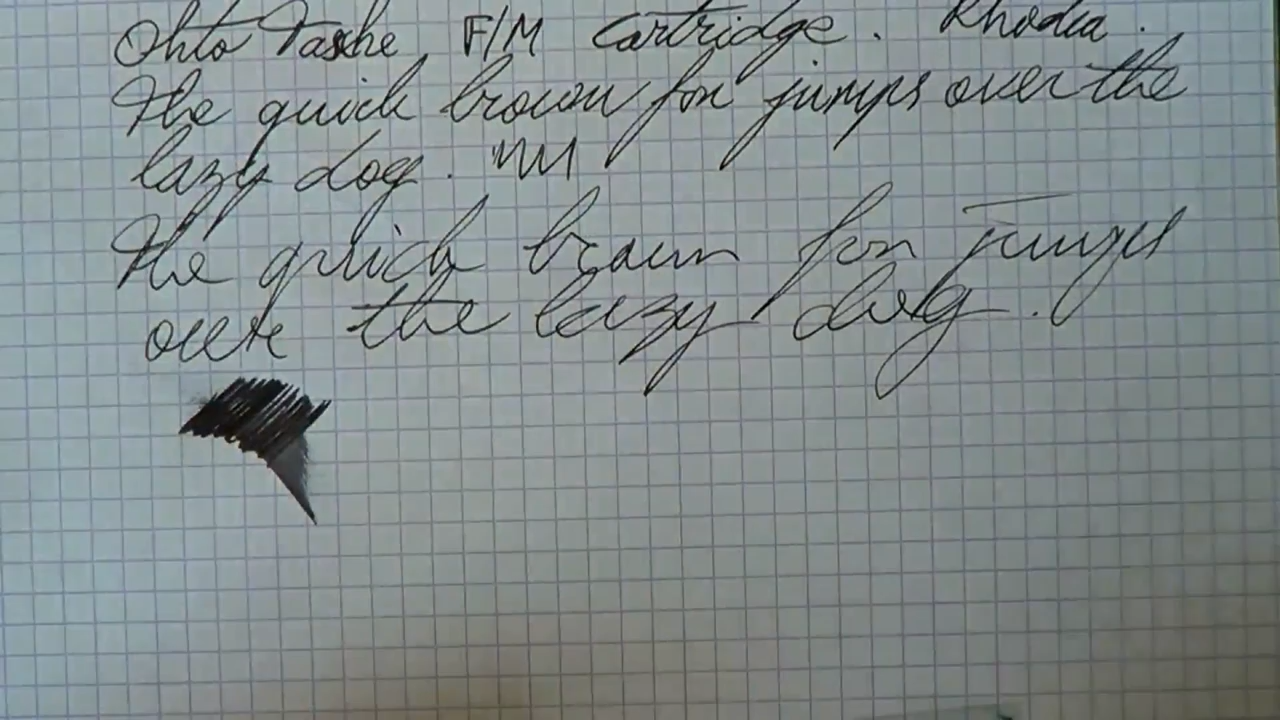 Ohto Tasche F/M Cartridge. Rhodia.
The quick brown fox jumps over the
lazy dog.
The quick brown fox jumps
over the lazy dog.